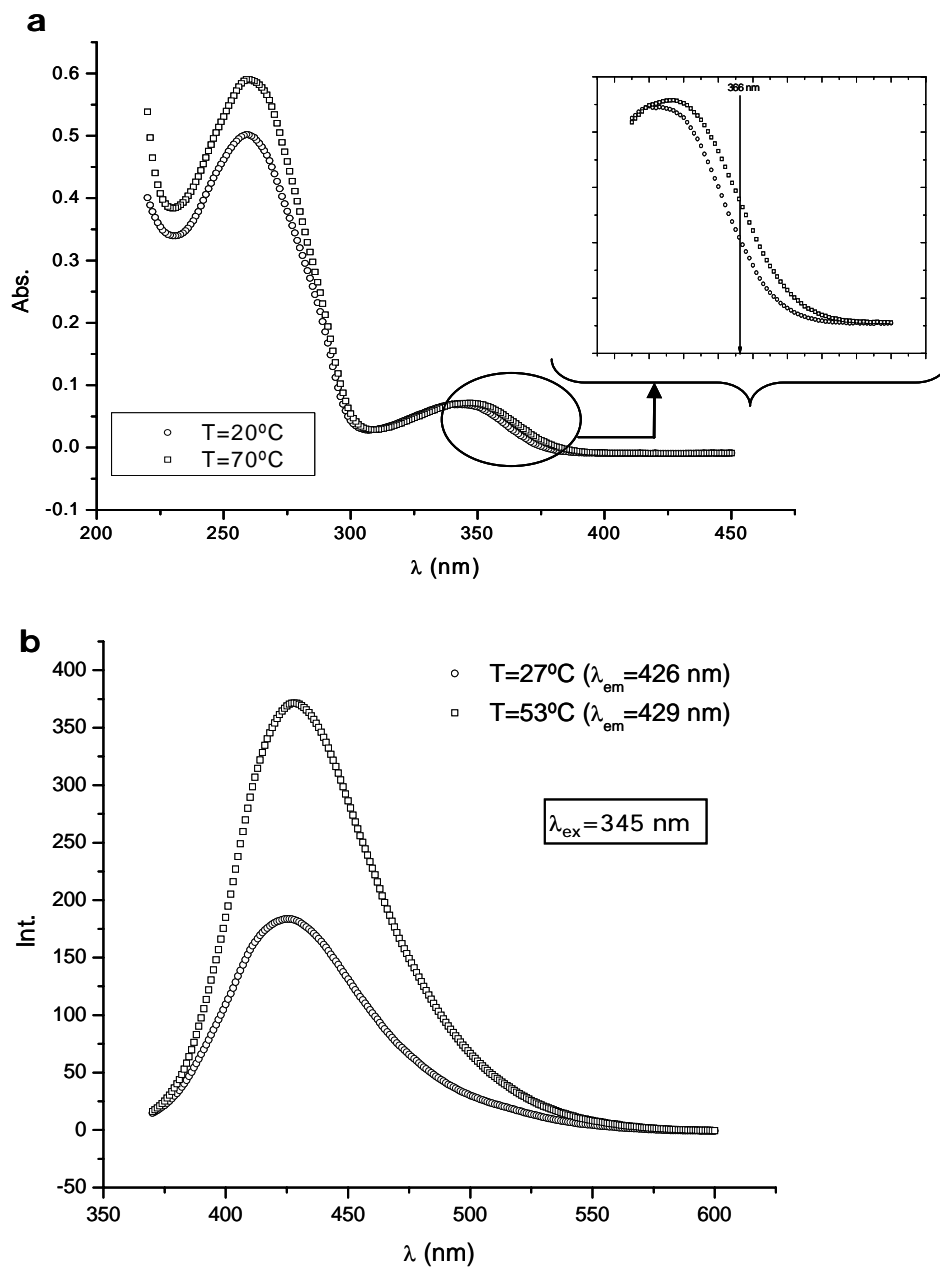 a
0.6
0.5
0.4
0.3
0.2
0.1
0.0
-0.1
Abs.
366 nm
T=20ºC
T=70ºC
200 250 300 350 400 450
λ (nm)
b
400
350
300
250
200
150
100
50
0
-50
Int.
T=27ºC (λem=426 nm)
T=53ºC (λem=429 nm)
λex=345 nm
350 400 450 500 550 600
λ (nm)